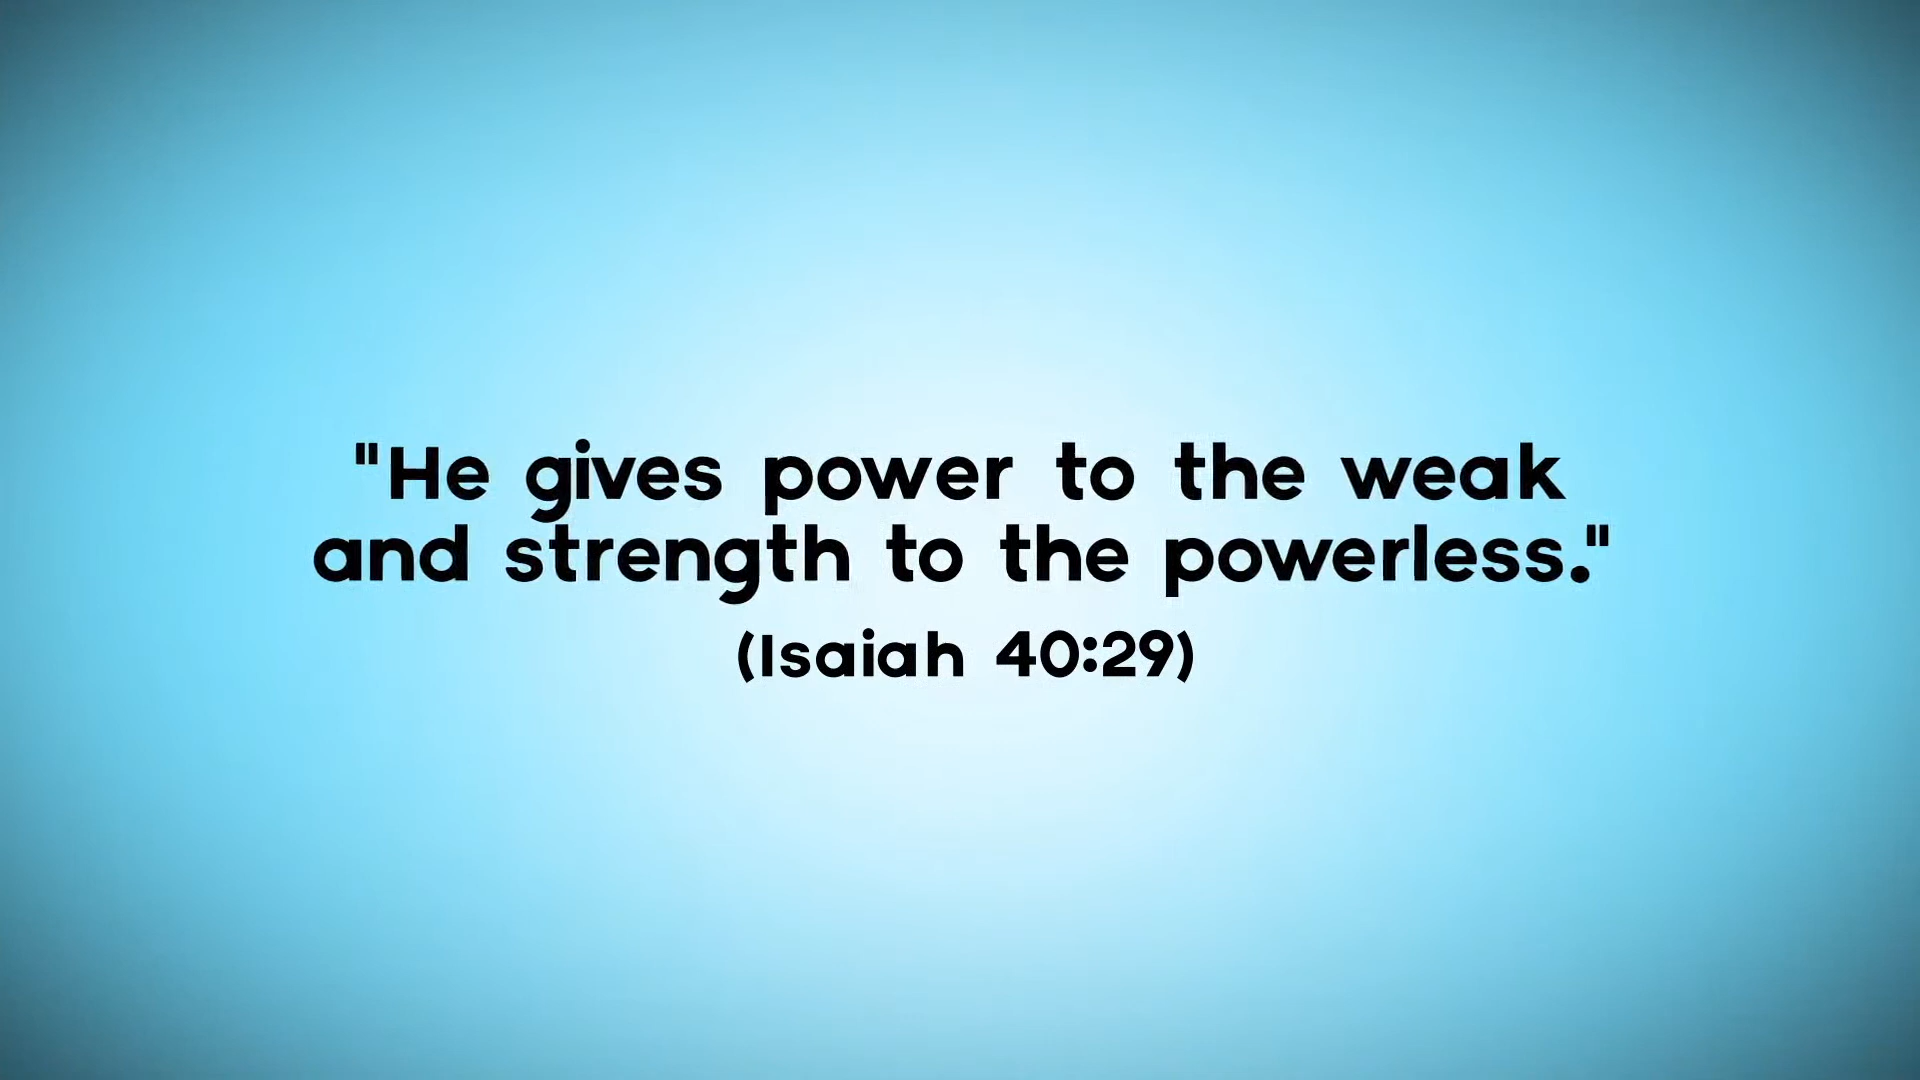 "He gives power to the weak
and strength to the powerless."
(Isaiah 40:29)